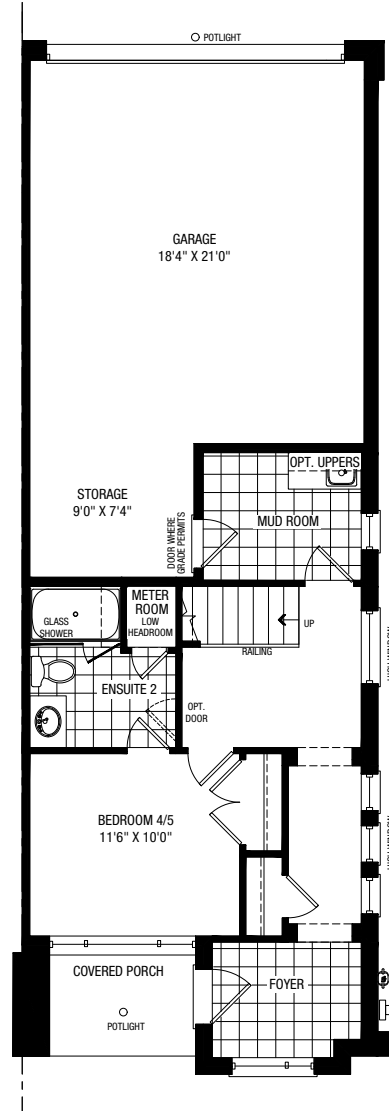 POTLIGHT
GARAGE
18'4" X 21'0"
OPT. UPPERS
STORAGE
9'0" X 7'4"
MUD ROOM
DOOR WHERE
GRADE PERMITS
METER
ROOM
LOW
HEADROOM
GLASS
SHOWER
UP
RAILING
ENSUITE 2
OPT.
DOOR
BEDROOM 4/5
11'6" X 10'0"
COVERED PORCH
FOYER
POTLIGHT